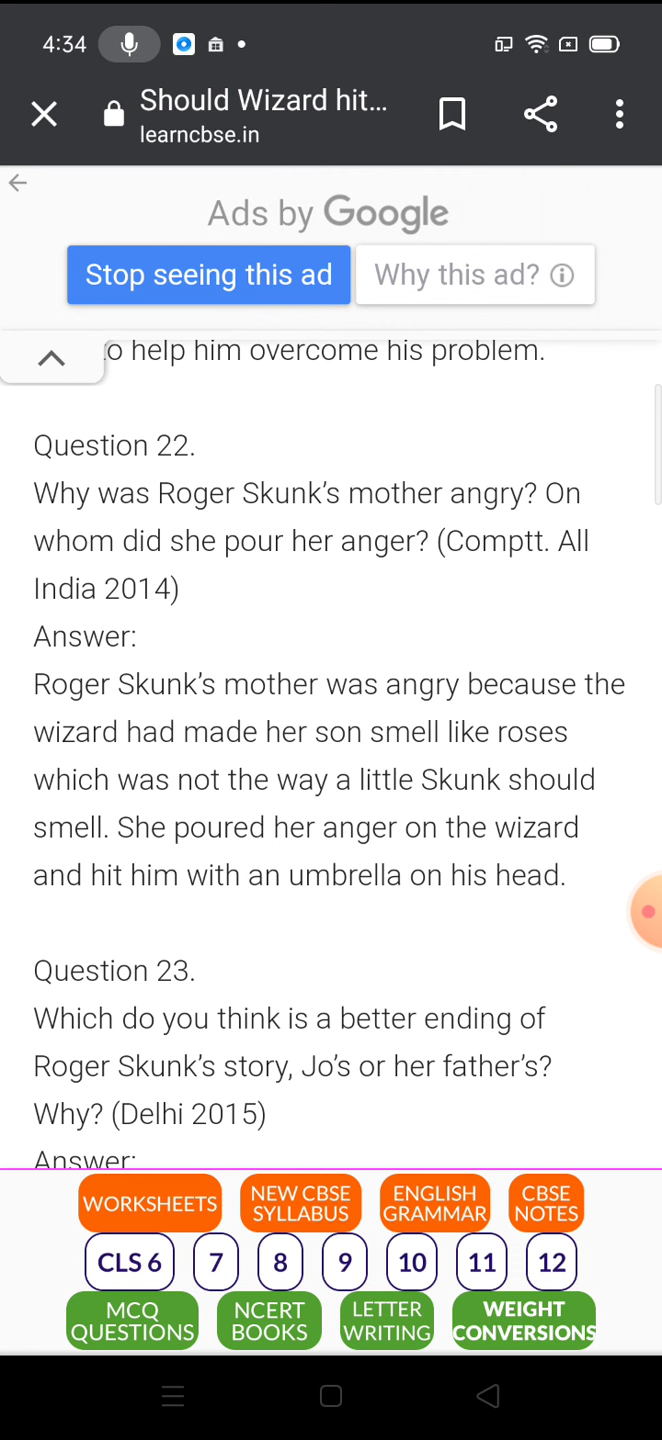 4:34
Should Wizard hit...
learncbse.in
Ads by Google
Stop seeing this ad
Why this ad?
to help him overcome his problem.
Question 22.
Why was Roger Skunk's mother angry? On
whom did she pour her anger? (Comptt. All
India 2014)
Answer:
Roger Skunk's mother was angry because the
wizard had made her son smell like roses
which was not the way a little Skunk should
smell. She poured her anger on the wizard
and hit him with an umbrella on his head.
Question 23.
Which do you think is a better ending of
Roger Skunk's story, Jo's or her father's?
Why? (Delhi 2015)
Answer:
WORKSHEETS
NEW CBSE
SYLLABUS
ENGLISH
GRAMMAR
CBSE
NOTES
CLS 6
7
8
9
10
11
12
MCQ
QUESTIONS
NCERT
BOOKS
LETTER
WRITING
WEIGHT
CONVERSIONS